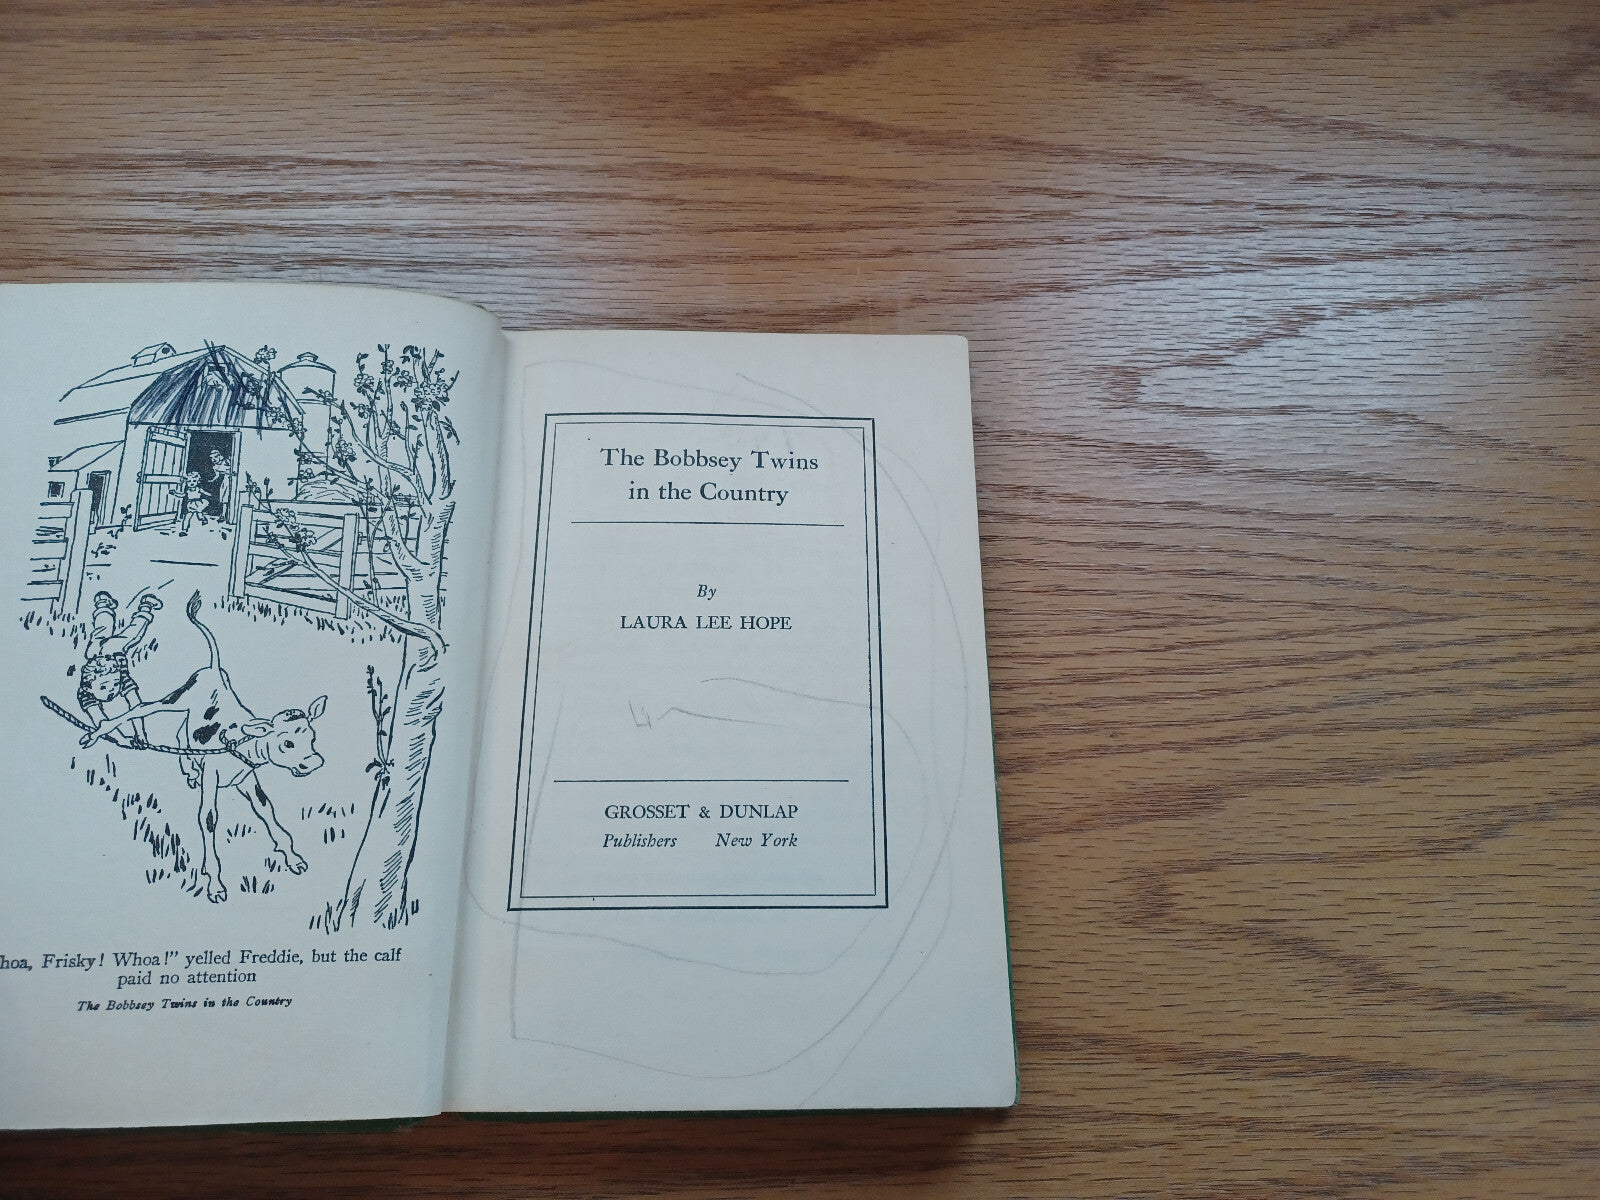 hoa, Frisky! Whoa!" yelled Freddie, but the calf
paid no attention
The Bobbsey Twins in the Country
The Bobbsey Twins
in the Country
By
LAURA LEE HOPE
GROSSET & DUNLAP
Publishers New York